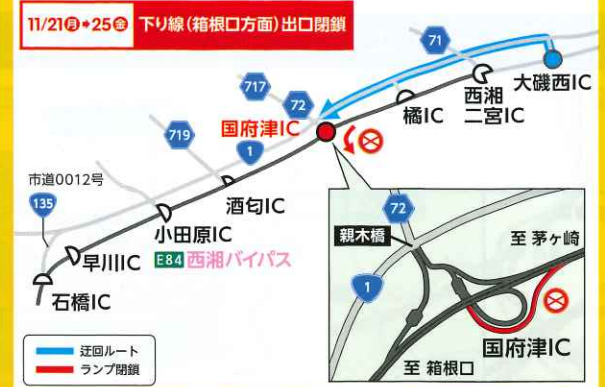 11/21月➡25金 下り線(箱根口方面)出口閉鎖
71
大磯西IC
西湘
二宮IC
橘IC
717
72
国府津IC
719
1
酒匂IC
市道0012号
135
小田原IC
E84 西湘バイパス
早川IC
石橋IC
迂回ルート
ランプ閉鎖
72
親木橋
至 茅ヶ崎
1
国府津IC
至 箱根口